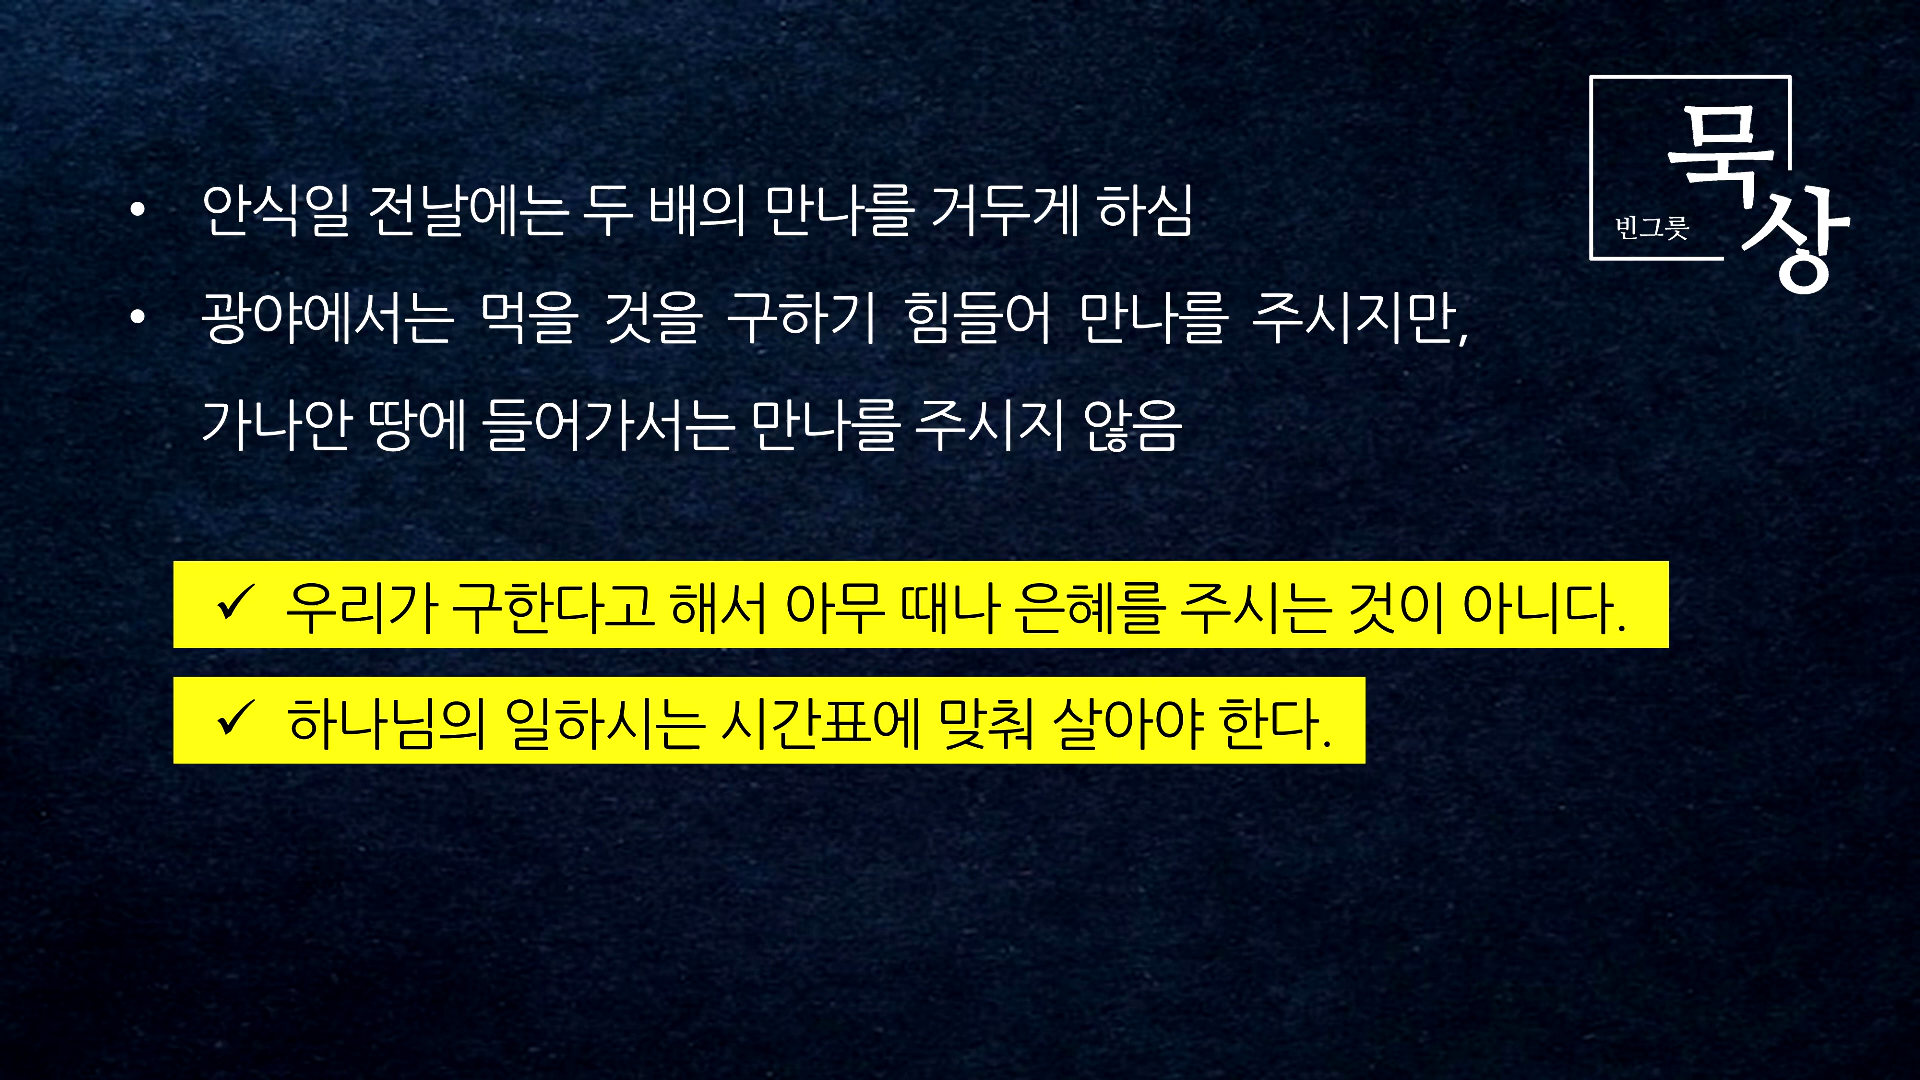 묵상
빈그릇
• 안식일 전날에는 두 배의 만나를 거두게 하심
• 광야에서는 먹을 것을 구하기 힘들어 만나를 주시지만,
가나안 땅에 들어가서는 만나를 주시지 않음
✓ 우리가 구한다고 해서 아무 때나 은혜를 주시는 것이 아니다.
✓ 하나님의 일하시는 시간표에 맞춰 살아야 한다.